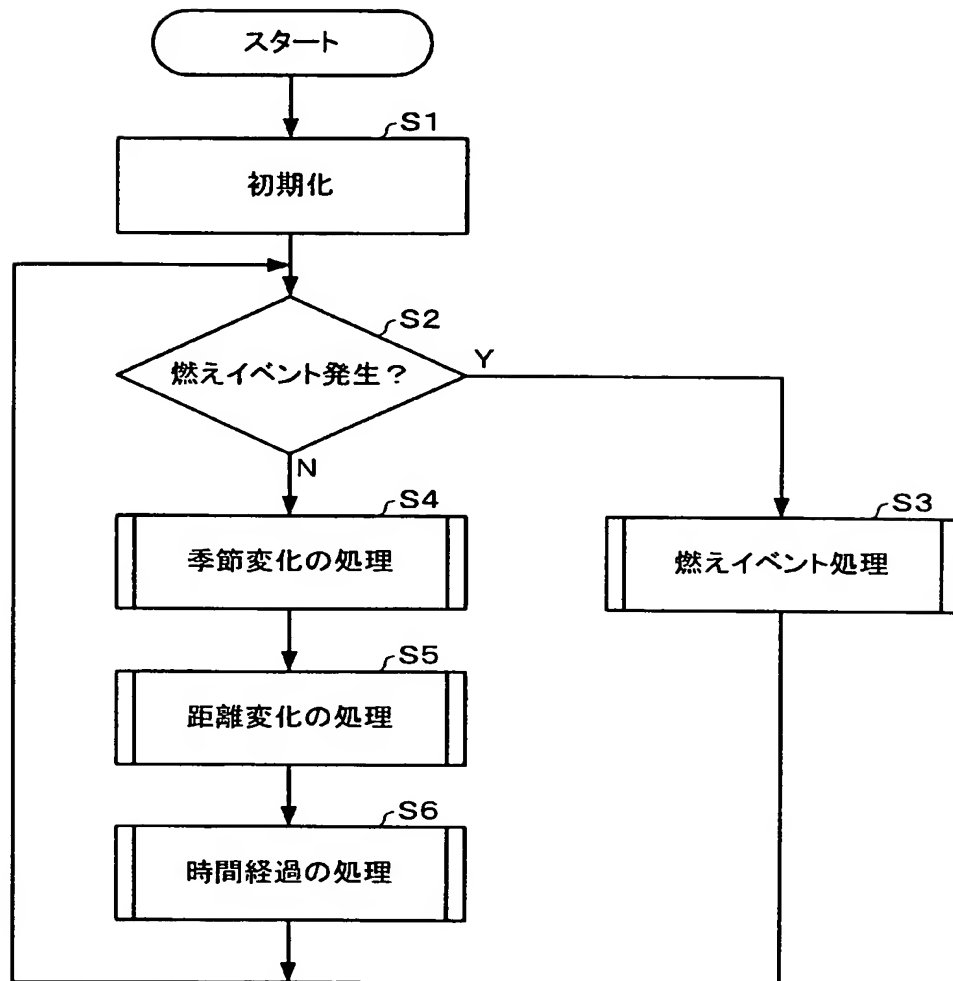 スタート
S1
初期化
S2
燃えイベント発生？
Y
N
S4
季節変化の処理
S3
燃えイベント処理
S5
距離変化の処理
S6
時間経過の処理